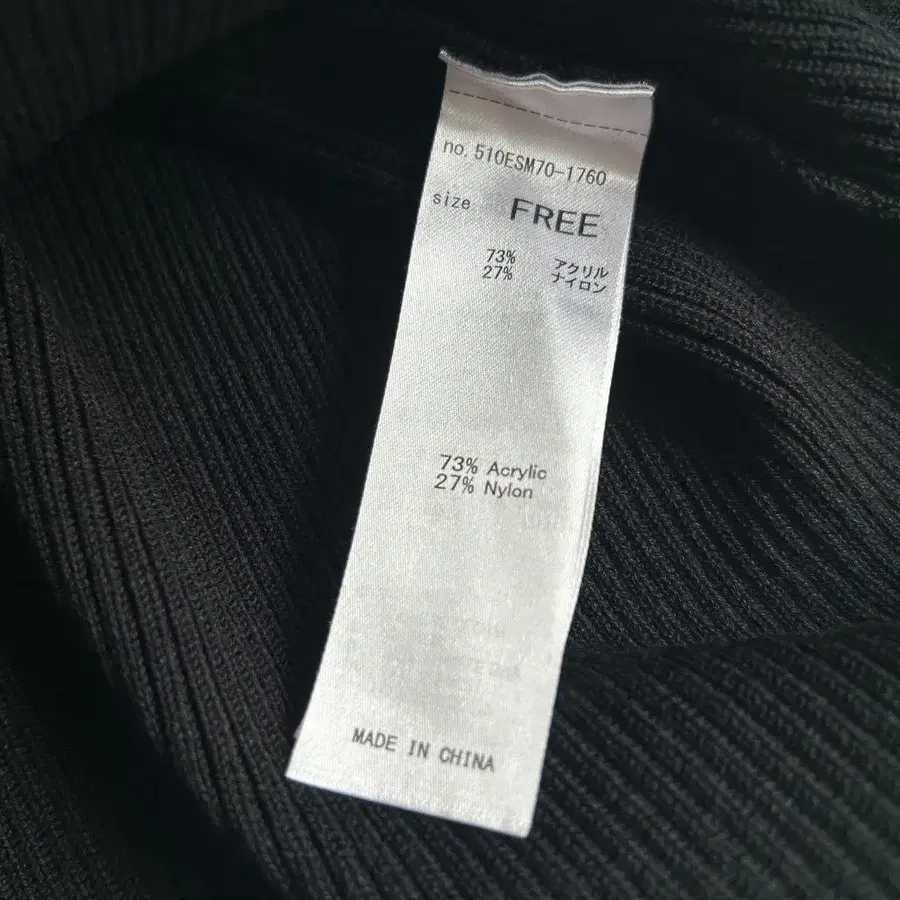 no. 510ESM70-1760
size FREE
73% アクリル
27% ナイロン
73% Acrylic
27% Nylon
MADE IN CHINA